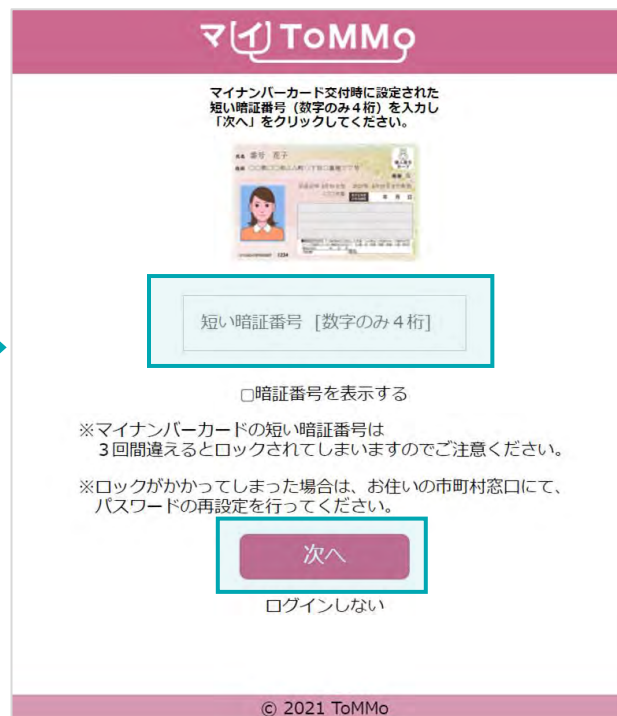 マイ ToMMo
マイナンバーカード交付時に設定された
短い暗証番号（数字のみ４桁）を入力し
「次へ」をクリックしてください。
氏名 番号 花子
1234
短い暗証番号 [数字のみ４桁]
□暗証番号を表示する
※マイナンバーカードの短い暗証番号は
３回間違えるとロックされてしまいますのでご注意ください。
※ロックがかかってしまった場合は、お住いの市町村窓口にて、
パスワードの再設定を行ってください。
次へ
ログインしない
© 2021 ToMMo